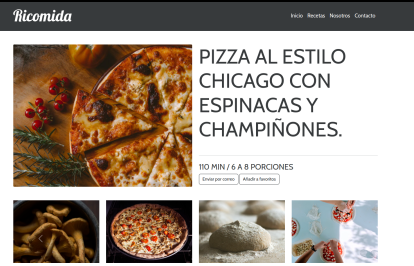 Ricomida
Inicio Recetas Nosotros Contacto
PIZZA AL ESTILO
CHICAGO CON
ESPINACAS Y
CHAMPIÑONES.
110 MIN / 6 A 8 PORCIONES
Enviar por correo Añadir a favoritos